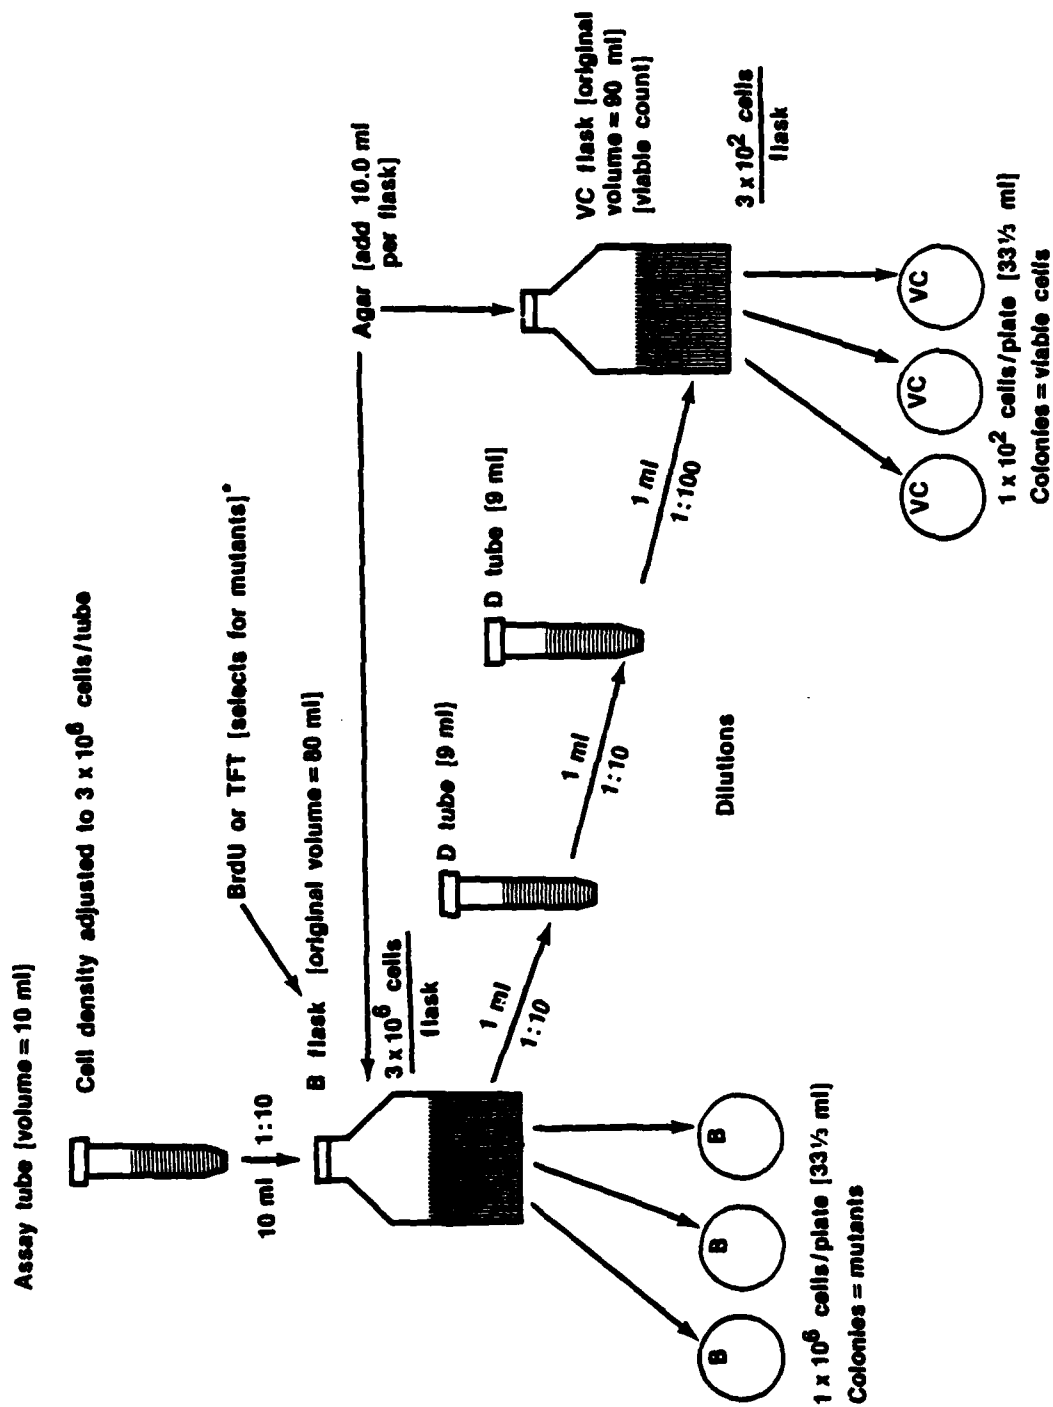 Assay tube [volume = 10 ml]
Cell density adjusted to 3 x 10⁶ cells/tube
10 ml 1:10
BrdU or TFT [selects for mutants]*
B flask [original volume = 80 ml]
3 x 10⁶ cells
flask
Agar [add 10.0 ml
per flask]
1 ml
1:10
D tube [9 ml]
1 ml
1:10
D tube [9 ml]
1 ml
1:100
Dilutions
VC flask [original
volume = 90 ml]
[viable count]
3 x 10² cells
flask
B
B
B
1 x 10⁶ cells/plate [33⅓ ml]
Colonies = mutants
VC
VC
VC
1 x 10² cells/plate [33⅓ ml]
Colonies = viable cells